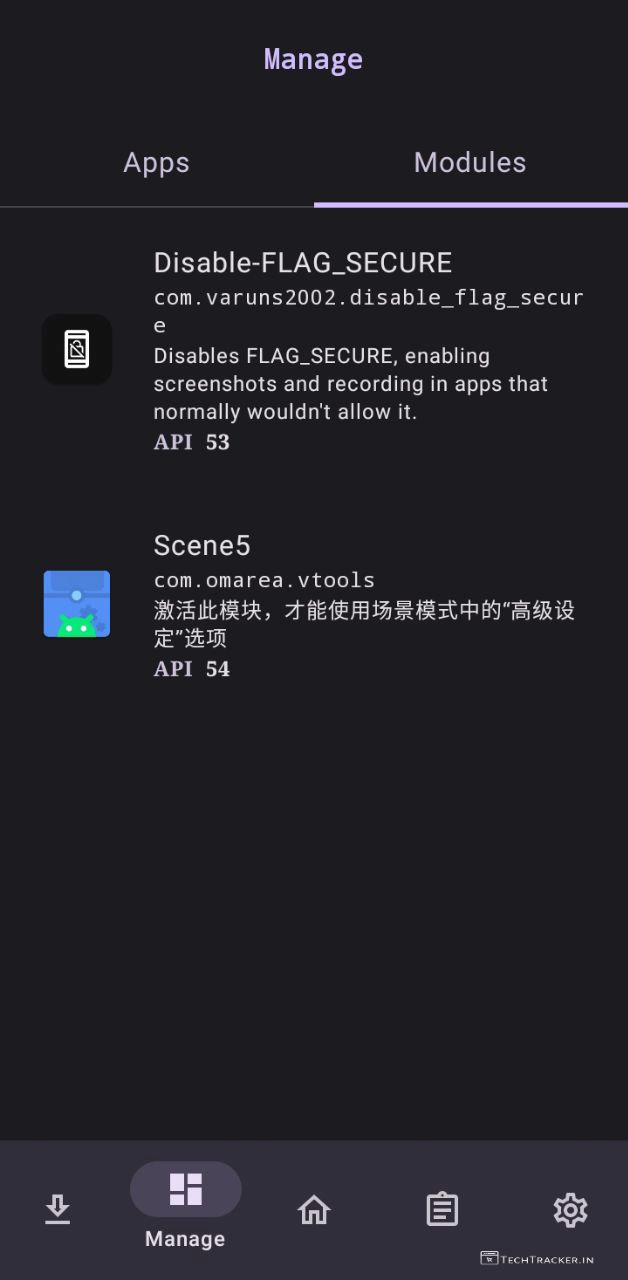 Manage
Apps
Modules
Disable-FLAG_SECURE
com.varuns2002.disable_flag_secur
e
Disables FLAG_SECURE, enabling
screenshots and recording in apps that
normally wouldn't allow it.
API 53
Scene5
com.omarea.vtools
激活此模块，才能使用场景模式中的“高级设
定”选项
API 54
Manage
TECHTRACKER.IN